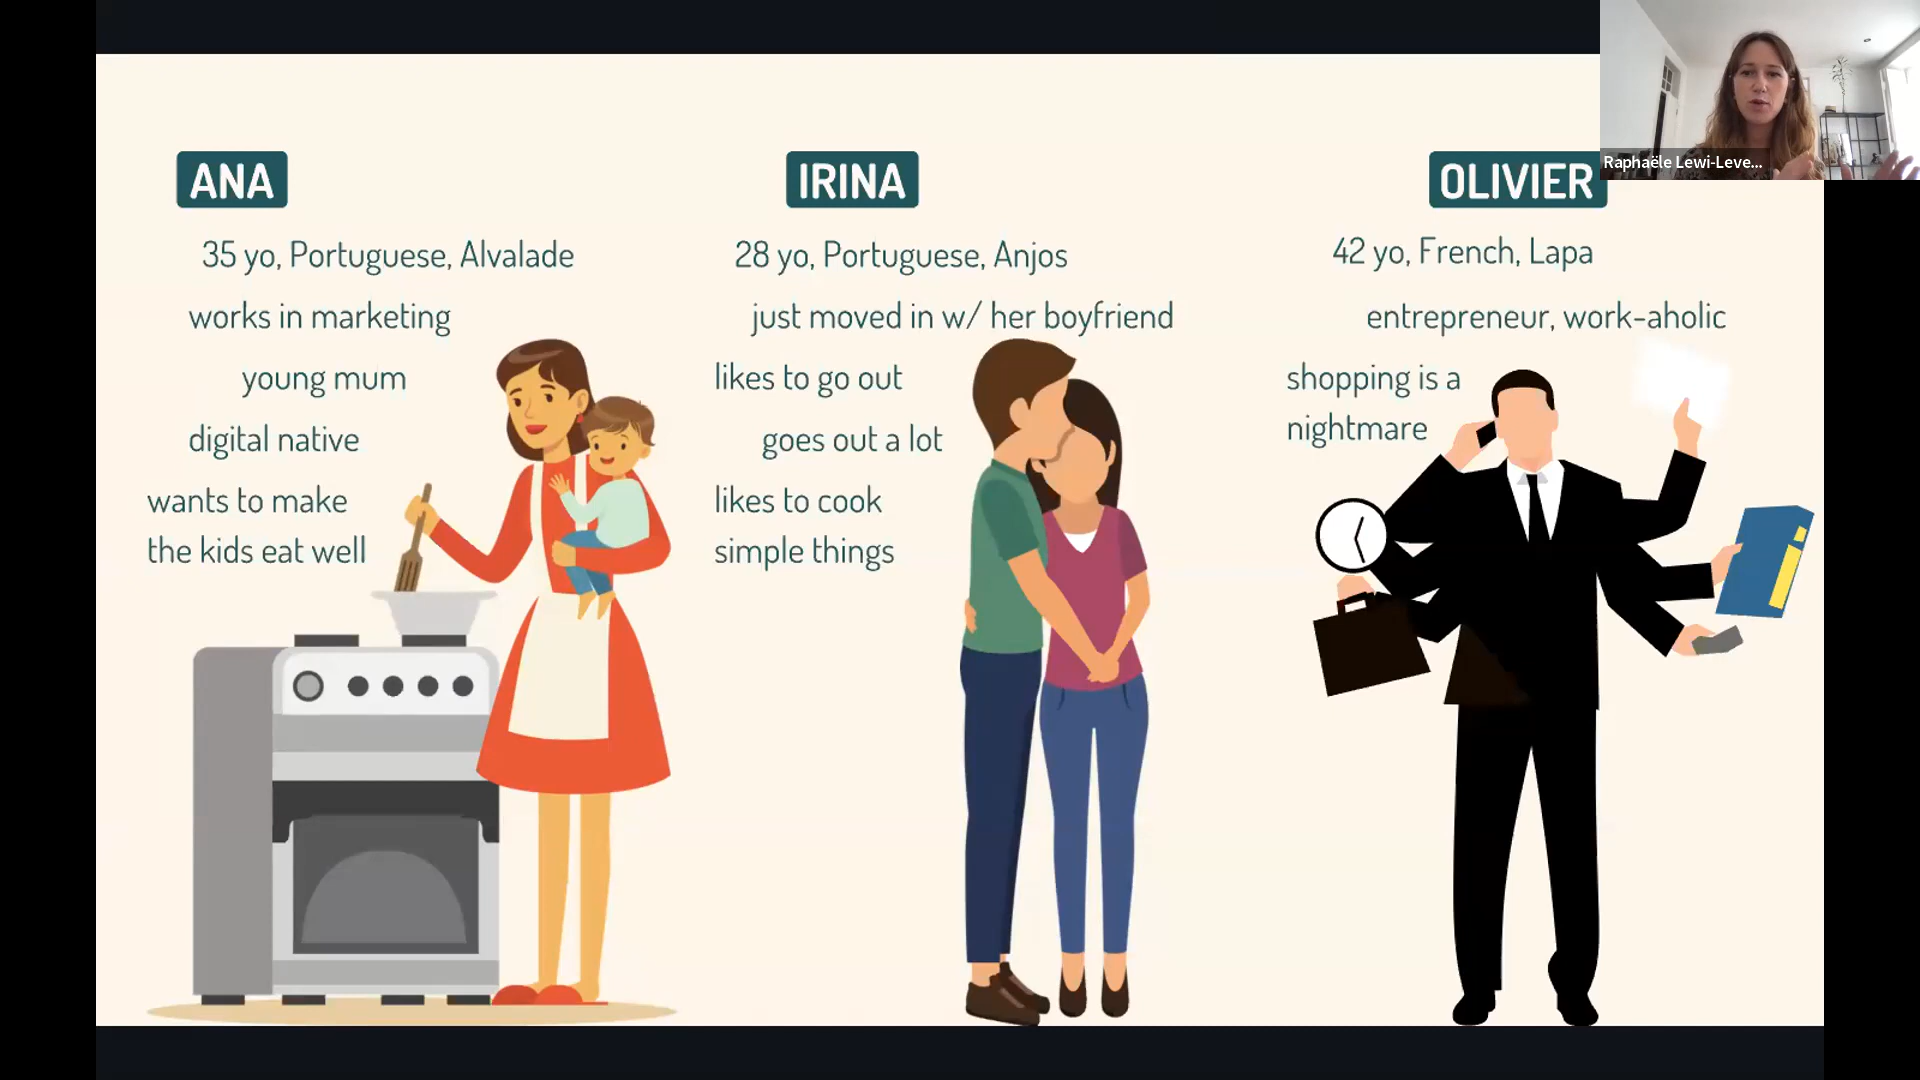 ANA
35 yo, Portuguese, Alvalade
works in marketing
young mum
digital native
wants to make
the kids eat well
IRINA
28 yo, Portuguese, Anjos
just moved in w/ her boyfriend
likes to go out
goes out a lot
likes to cook
simple things
OLIVIER
42 yo, French, Lapa
entrepreneur, work-aholic
shopping is a
nightmare
Raphaële Lewi-Leve...